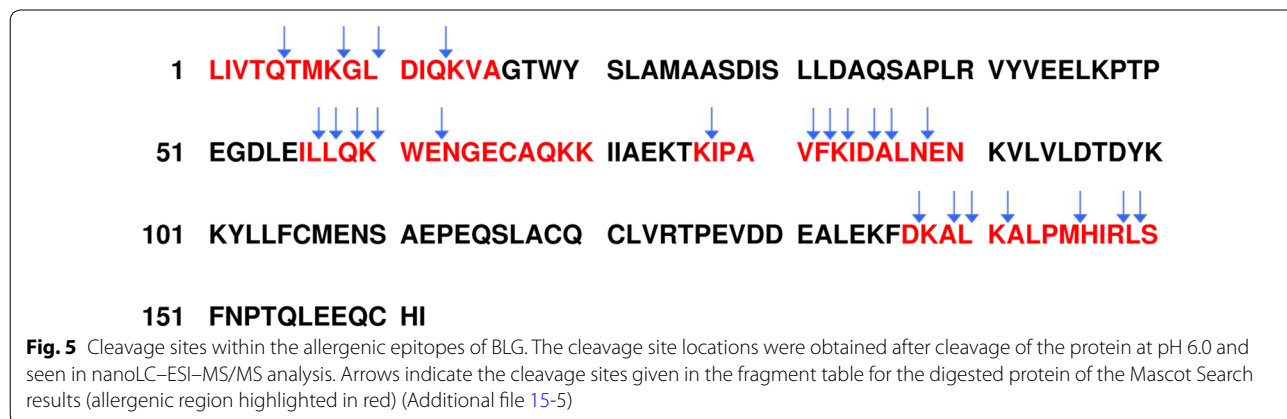 1 LIVTQTMKGL DIQKVAGTWY SLAMAASDIS LLDAQSAPLR VYVEELKPTP
51 EGDLEILLQK WENGECAQKK IIAEKTKIPA VFKIDALNEN KVLVLDTDYK
101 KYLLFCMENS AEPEQSLACQ CLVRTPEVDD EALEKFDKAL KALPMHIRLS
151 FNPTQLEEQC HI
Fig. 5 Cleavage sites within the allergenic epitopes of BLG. The cleavage site locations were obtained after cleavage of the protein at pH 6.0 and
seen in nanoLC–ESI–MS/MS analysis. Arrows indicate the cleavage sites given in the fragment table for the digested protein of the Mascot Search
results (allergenic region highlighted in red) (Additional file 15-5)